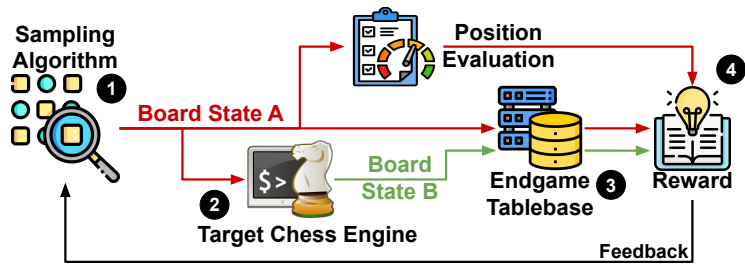 Sampling
Algorithm
1
Position
Evaluation
4
Board State A
$>
2
Target Chess Engine
Board
State B
Endgame
Tablebase
3
Reward
Feedback